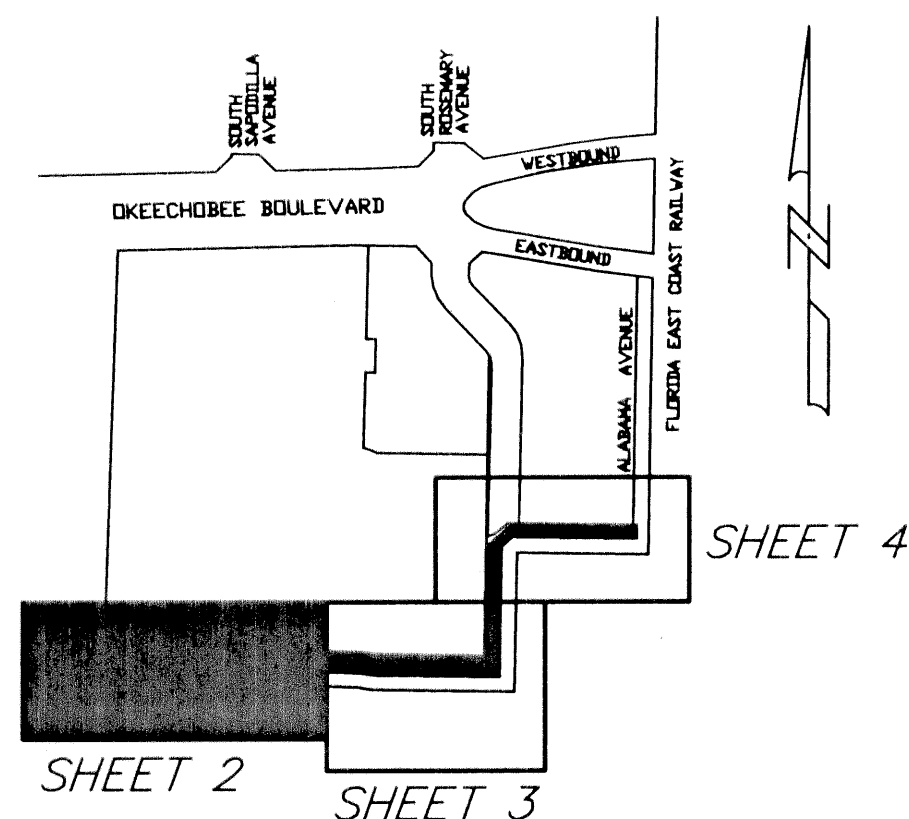 SOUTH
SAPODILLA
AVENUE
SOUTH
ROSEMARY
AVENUE
WESTBOUND
OKEECHOBEE BOULEVARD
EASTBOUND
FLORIDA EAST COAST RAILWAY
ALABAMA AVENUE
N
SHEET 4
SHEET 2
SHEET 3